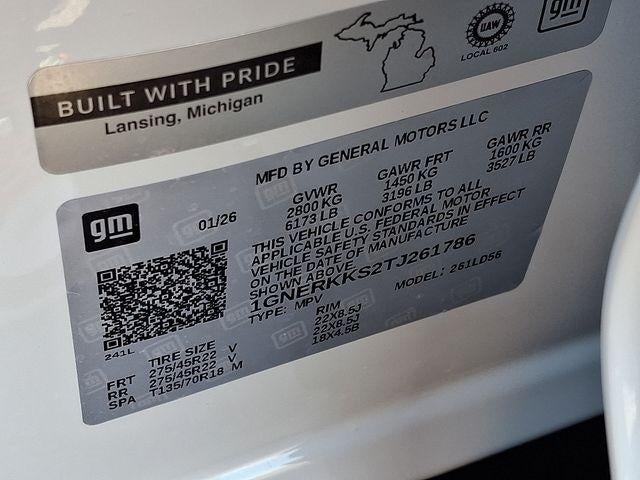 BUILT WITH PRIDE
Lansing, Michigan
UAW
LOCAL 602
gm
MFD BY GENERAL MOTORS LLC
gm
01/26
GVWR GAWR FRT GAWR RR
2800 KG 1450 KG 1600 KG
6173 LB 3196 LB 3527 LB
THIS VEHICLE CONFORMS TO ALL
APPLICABLE U.S. FEDERAL MOTOR
VEHICLE SAFETY STANDARDS IN EFFECT
ON THE DATE OF MANUFACTURE
SHOWN ABOVE
1GNERKKS2TJ261786
TYPE: MPV MODEL: 261LD56
241L
TIRE SIZE RIM
FRT 275/45R22 V 22X8.5J
RR 275/45R22 V 22X8.5J
SPA T135/70R18 M 18X4.5B